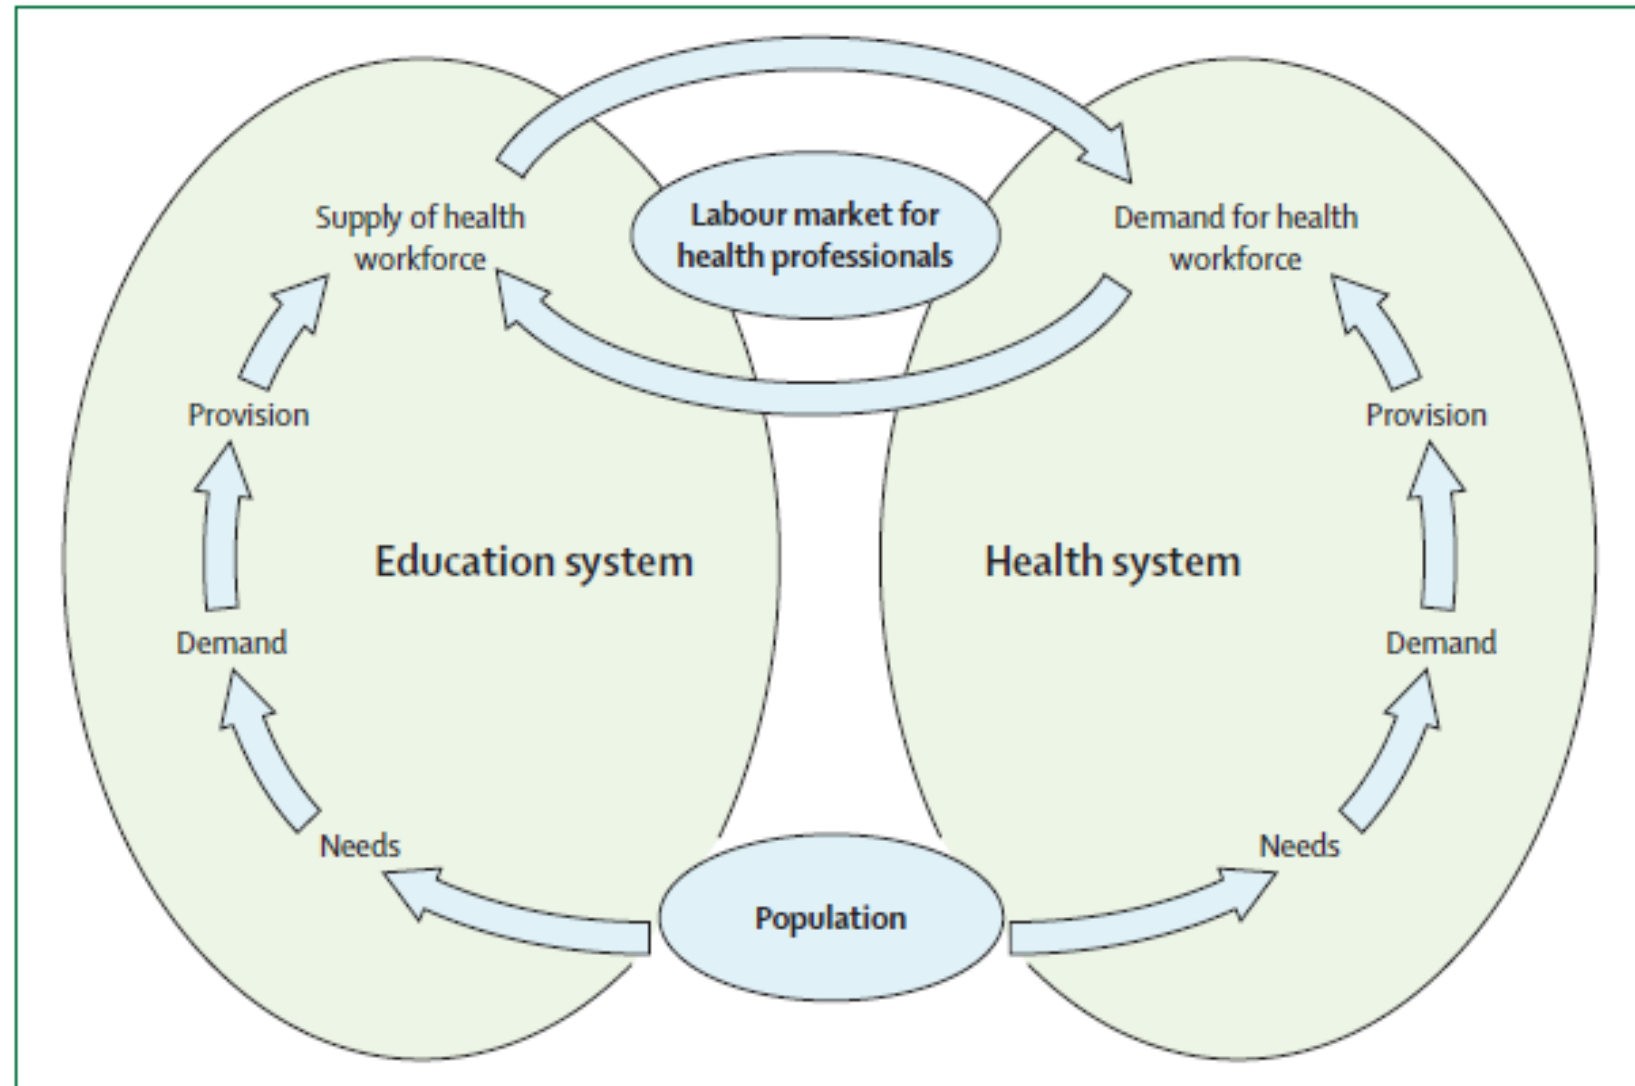 Supply of health
workforce
Labour market for
health professionals
Demand for health
workforce
Provision
Provision
Education system
Health system
Demand
Demand
Needs
Needs
Population